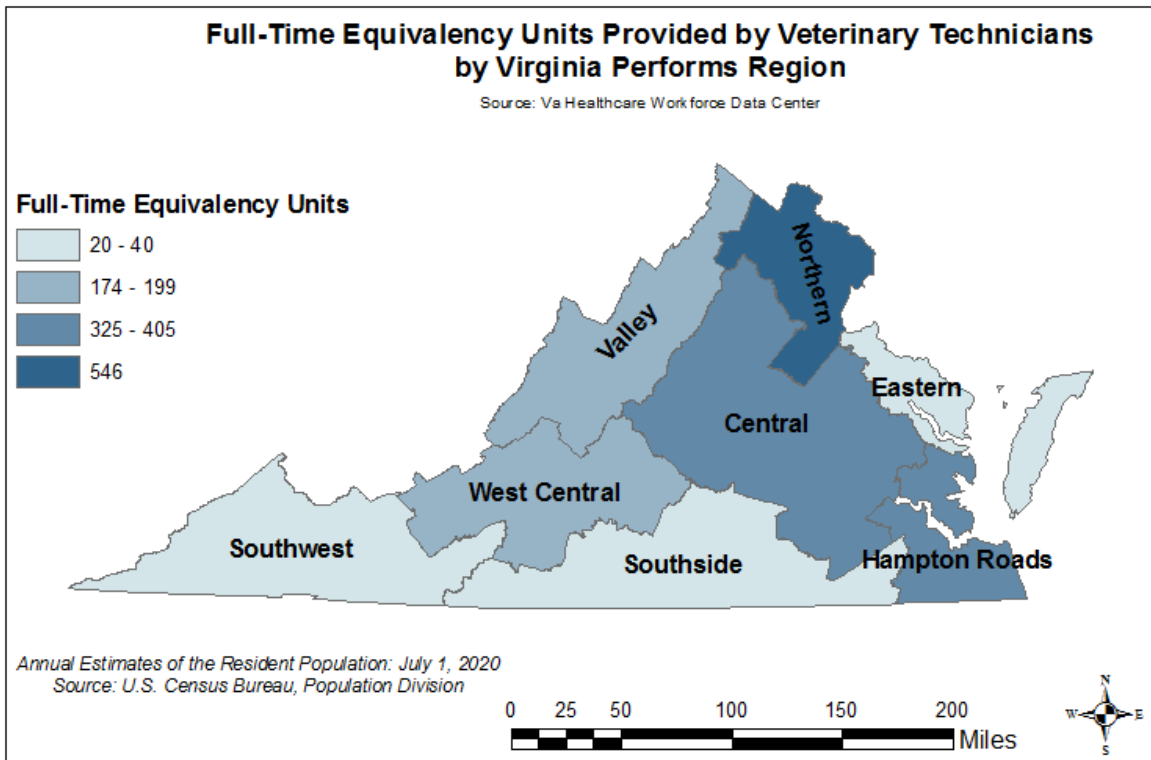 Full-Time Equivalency Units Provided by Veterinary Technicians
by Virginia Performs Region
Source: Va Healthcare Workforce Data Center
Full-Time Equivalency Units
20 - 40
174 - 199
325 - 405
546
Northern
Valley
Eastern
Central
West Central
Southwest
Southside
Hampton Roads
Annual Estimates of the Resident Population: July 1, 2020
Source: U.S. Census Bureau, Population Division
0 25 50 100 150 200
Miles
N
W E
S